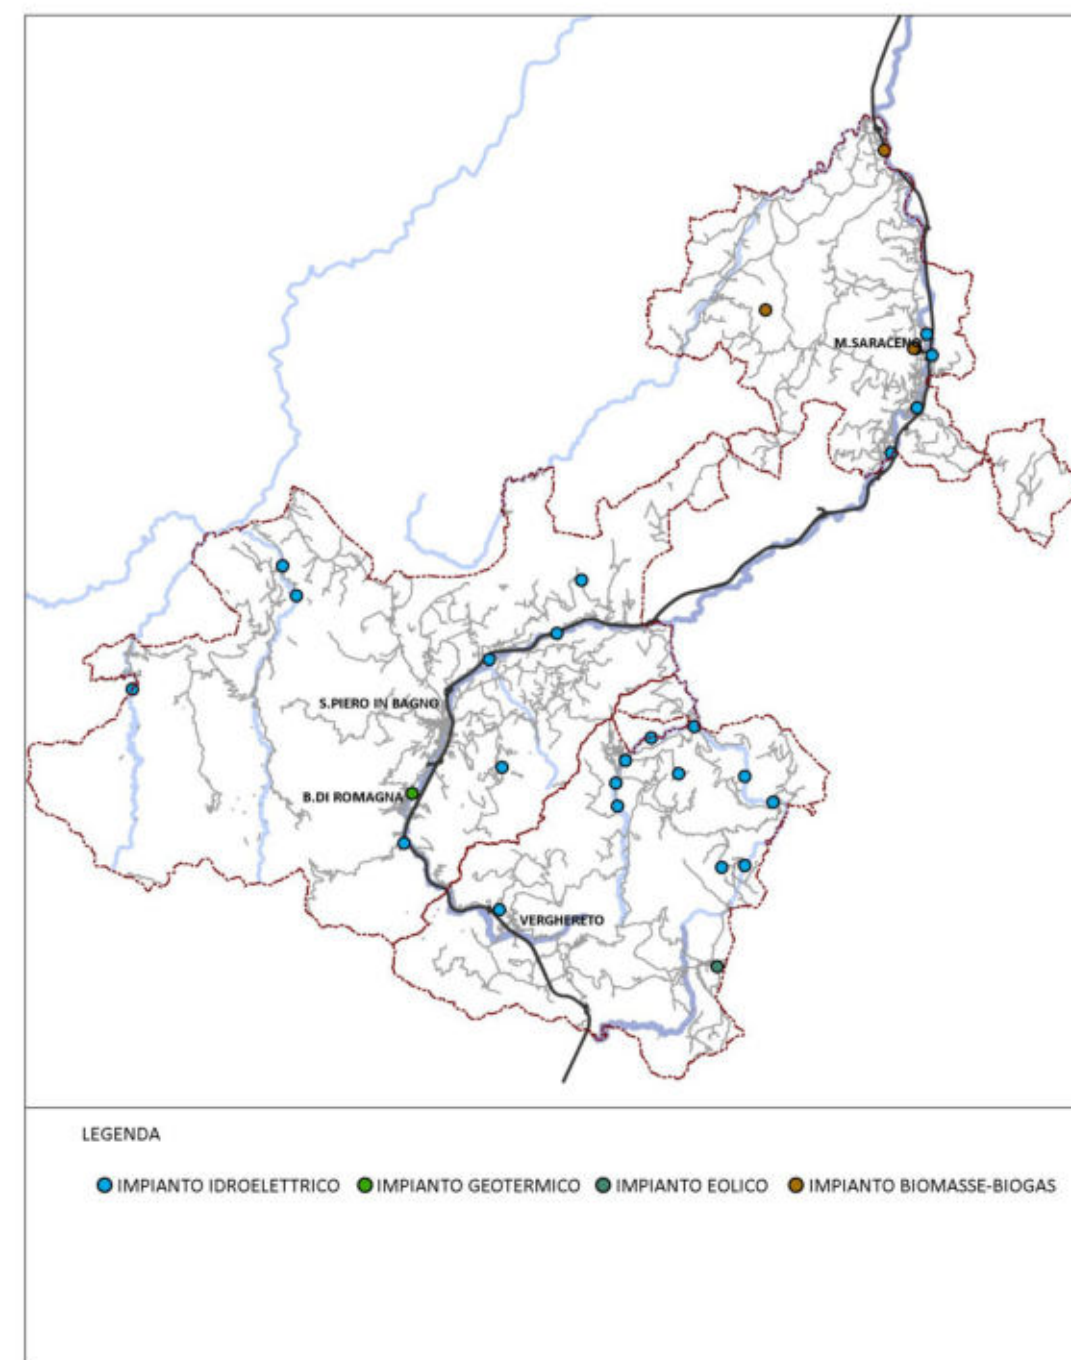 M.SARACENO
S.PIERO IN BAGNO
B.DI ROMAGNA
VERGHERETO
LEGENDA
IMPIANTO IDROELETTRICO IMPIANTO GEOTERMICO IMPIANTO EOLICO IMPIANTO BIOMASSE-BIOGAS